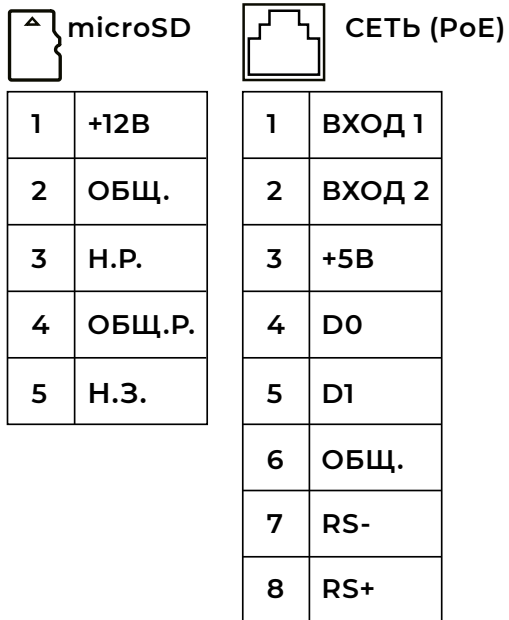 microSD
1 +12В
2 ОБЩ.
3 Н.Р.
4 ОБЩ.Р.
5 Н.З.
СЕТЬ (PoE)
1 ВХОД 1
2 ВХОД 2
3 +5В
4 D0
5 D1
6 ОБЩ.
7 RS-
8 RS+